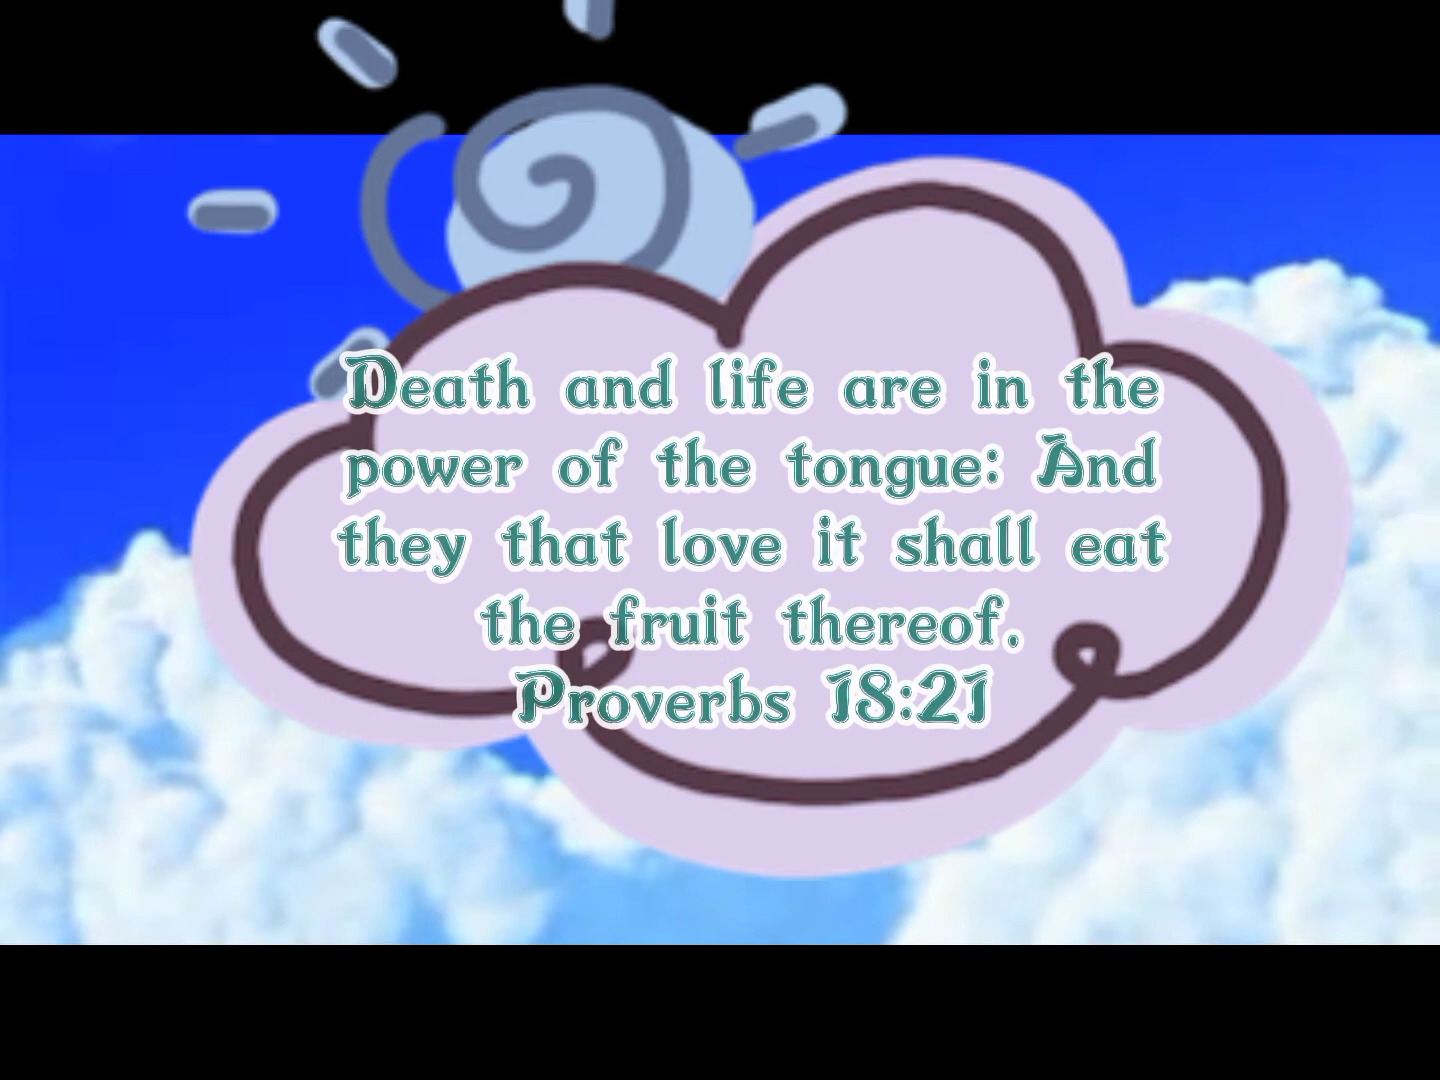 Death and life are in the
power of the tongue: And
they that love it shall eat
the fruit thereof.
Proverbs 18:21